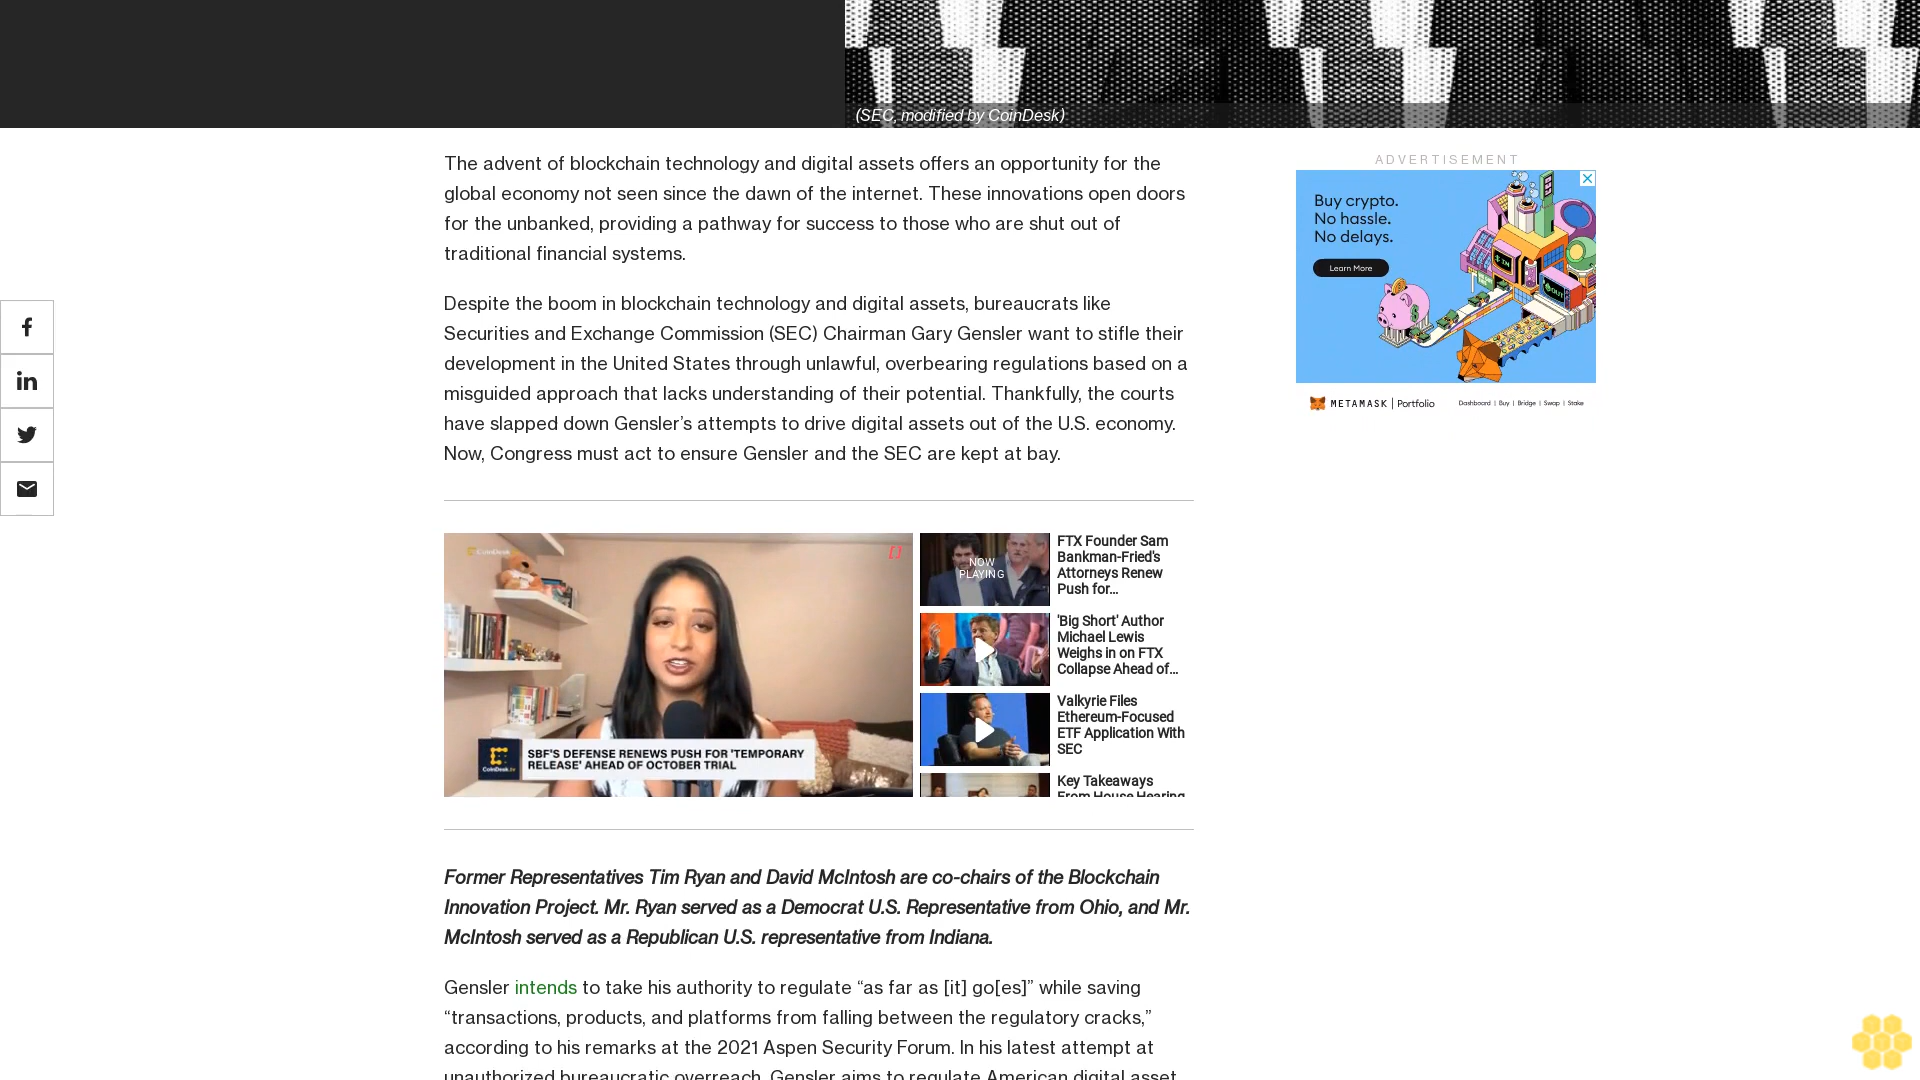 (SEC, modified by CoinDesk)
The advent of blockchain technology and digital assets offers an opportunity for the
global economy not seen since the dawn of the internet. These innovations open doors
for the unbanked, providing a pathway for success to those who are shut out of
traditional financial systems.
Despite the boom in blockchain technology and digital assets, bureaucrats like
Securities and Exchange Commission (SEC) Chairman Gary Gensler want to stifle their
development in the United States through unlawful, overbearing regulations based on a
misguided approach that lacks understanding of their potential. Thankfully, the courts
have slapped down Gensler’s attempts to drive digital assets out of the U.S. economy.
Now, Congress must act to ensure Gensler and the SEC are kept at bay.
ADVERTISEMENT
Buy crypto.
No hassle.
No delays.
Learn More
METAMASK | Portfolio
Dashboard | Buy | Bridge | Swap | Stake
CoinDesk
SBF'S DEFENSE RENEWS PUSH FOR 'TEMPORARY
RELEASE' AHEAD OF OCTOBER TRIAL
CoinDesk.tv
NOW
PLAYING
FTX Founder Sam
Bankman-Fried's
Attorneys Renew
Push for...
'Big Short' Author
Michael Lewis
Weighs in on FTX
Collapse Ahead of...
Valkyrie Files
Ethereum-Focused
ETF Application With
SEC
Key Takeaways
From House Hearing
Former Representatives Tim Ryan and David McIntosh are co-chairs of the Blockchain
Innovation Project. Mr. Ryan served as a Democrat U.S. Representative from Ohio, and Mr.
McIntosh served as a Republican U.S. representative from Indiana.
Gensler intends to take his authority to regulate “as far as [it] go[es]” while saving
“transactions, products, and platforms from falling between the regulatory cracks,”
according to his remarks at the 2021 Aspen Security Forum. In his latest attempt at
unauthorized bureaucratic overreach, Gensler aims to regulate American digital asset